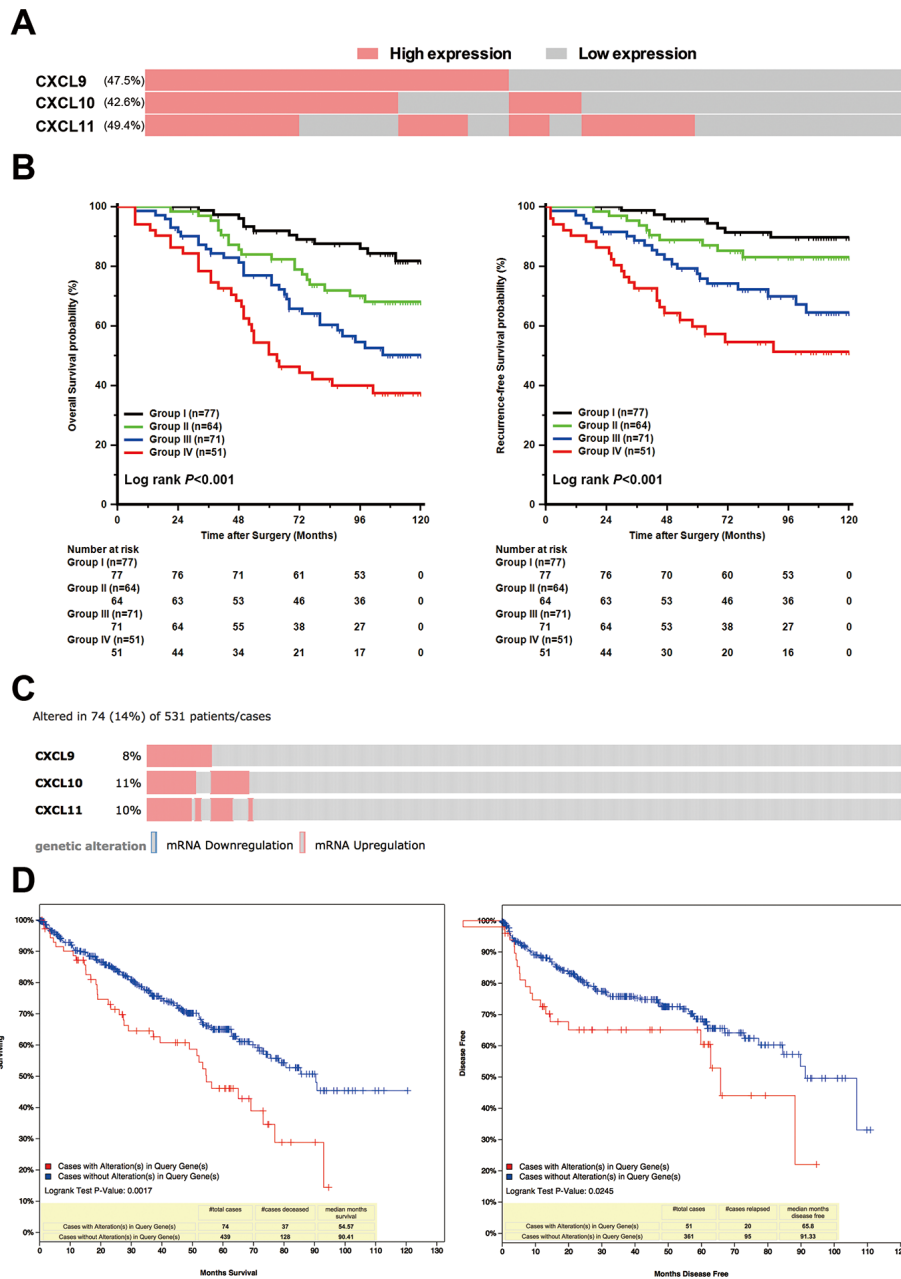 A
High expression Low expression
CXCL9 (47.5%)
CXCL10 (42.6%)
CXCL11 (49.4%)
B
Overall Survival probability (%)
100
80
60
40
20
0
Group I (n=77)
Group II (n=64)
Group III (n=71)
Group IV (n=51)
Log rank P<0.001
0 24 48 72 96 120
Time after Surgery (Months)
Number at risk
Group I (n=77)
77 76 71 61 53 0
Group II (n=64)
64 63 53 46 36 0
Group III (n=71)
71 64 55 38 27 0
Group IV (n=51)
51 44 34 21 17 0
Recurrence-free Survival probability (%)
100
80
60
40
20
0
Group I (n=77)
Group II (n=64)
Group III (n=71)
Group IV (n=51)
Log rank P<0.001
0 24 48 72 96 120
Time after Surgery (Months)
Number at risk
Group I (n=77)
77 76 70 60 53 0
Group II (n=64)
64 63 53 46 36 0
Group III (n=71)
71 64 53 38 27 0
Group IV (n=51)
51 44 30 20 16 0
C
Altered in 74 (14%) of 531 patients/cases
CXCL9 8%
CXCL10 11%
CXCL11 10%
genetic alteration mRNA Downregulation mRNA Upregulation
D
100%
90%
80%
70%
60%
50%
40%
30%
20%
10%
0%
Cases with Alteration(s) in Query Gene(s)
Cases without Alteration(s) in Query Gene(s)
Logrank Test P-Value: 0.0017
#total cases #cases deceased median months survival
Cases with Alteration(s) in Query Gene(s) 74 37 54.57
Cases without Alteration(s) in Query Gene(s) 439 128 90.41
0 10 20 30 40 50 60 70 80 90 100 110 120 130
Months Survival
Disease Free
100%
90%
80%
70%
60%
50%
40%
30%
20%
10%
0%
Cases with Alteration(s) in Query Gene(s)
Cases without Alteration(s) in Query Gene(s)
Logrank Test P-Value: 0.0245
#total cases #cases relapsed median months disease free
Cases with Alteration(s) in Query Gene(s) 51 20 65.8
Cases without Alteration(s) in Query Gene(s) 361 95 91.33
0 10 20 30 40 50 60 70 80 90 100 110
Months Disease Free